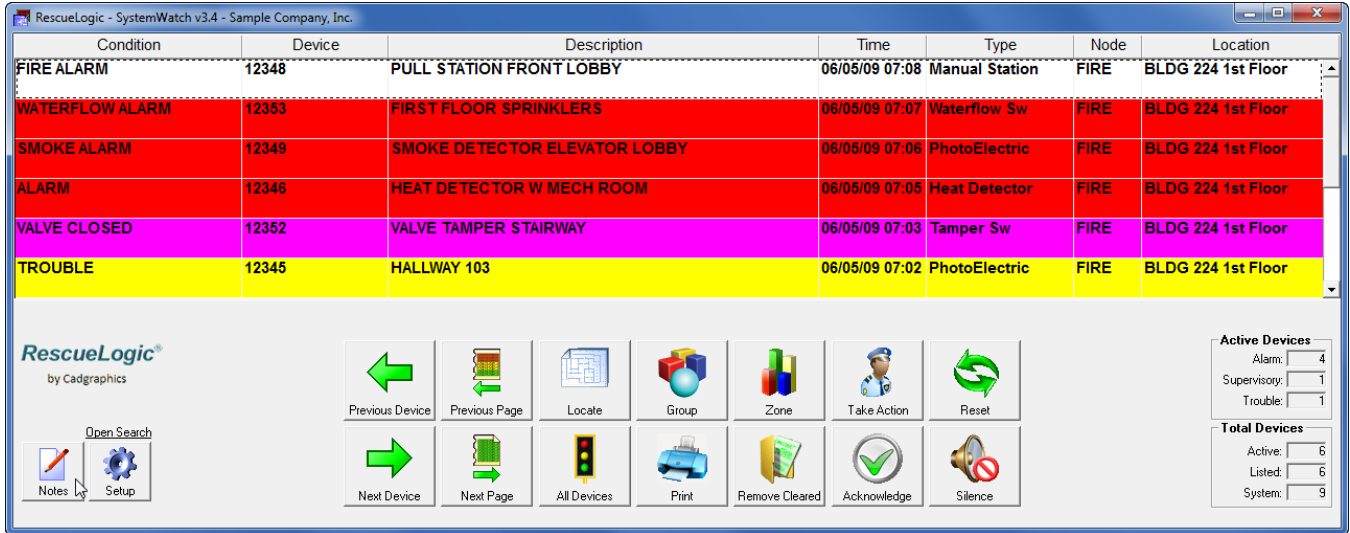 RescueLogic - SystemWatch v3.4 - Sample Company, Inc.
Condition Device Description Time Type Node Location
FIRE ALARM 12348 PULL STATION FRONT LOBBY 06/05/09 07:08 Manual Station FIRE BLDG 224 1st Floor
WATERFLOW ALARM 12353 FIRST FLOOR SPRINKLERS 06/05/09 07:07 Waterflow Sw FIRE BLDG 224 1st Floor
SMOKE ALARM 12349 SMOKE DETECTOR ELEVATOR LOBBY 06/05/09 07:06 PhotoElectric FIRE BLDG 224 1st Floor
ALARM 12346 HEAT DETECTOR W MECH ROOM 06/05/09 07:05 Heat Detector FIRE BLDG 224 1st Floor
VALVE CLOSED 12352 VALVE TAMPER STAIRWAY 06/05/09 07:03 Tamper Sw FIRE BLDG 224 1st Floor
TROUBLE 12345 HALLWAY 103 06/05/09 07:02 PhotoElectric FIRE BLDG 224 1st Floor
RescueLogic®
by Cadgraphics
Open Search
Notes Setup
Previous Device Previous Page Locate Group Zone Take Action Reset
Next Device Next Page All Devices Print Remove Cleared Acknowledge Silence
Active Devices
Alarm: 4
Supervisory: 1
Trouble: 1
Total Devices
Active: 6
Listed: 6
System: 9